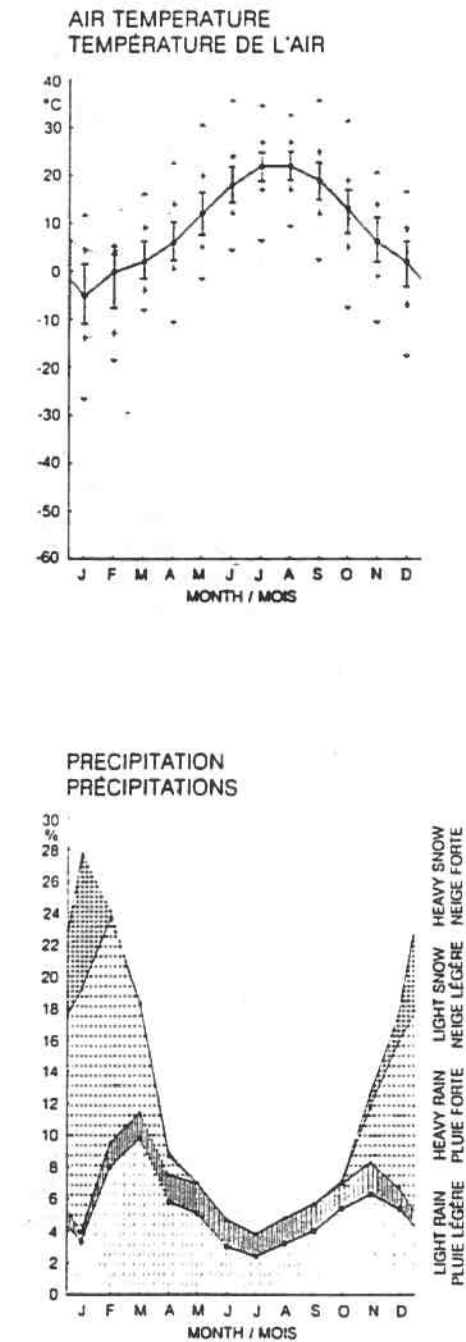 AIR TEMPERATURE
TEMPÉRATURE DE L'AIR
40
°C
30
20
10
0
-10
-20
-30
-40
-50
-60
J F M A M J J A S O N D
MONTH / MOIS
PRECIPITATION
PRÉCIPITATIONS
30
%
28
26
24
22
20
18
16
14
12
10
8
6
4
2
0
J F M A M J J A S O N D
MONTH / MOIS
LIGHT RAIN HEAVY RAIN LIGHT SNOW HEAVY SNOW
PLUIE LÉGÈRE PLUIE FORTE NEIGE LÉGÈRE NEIGE FORTE